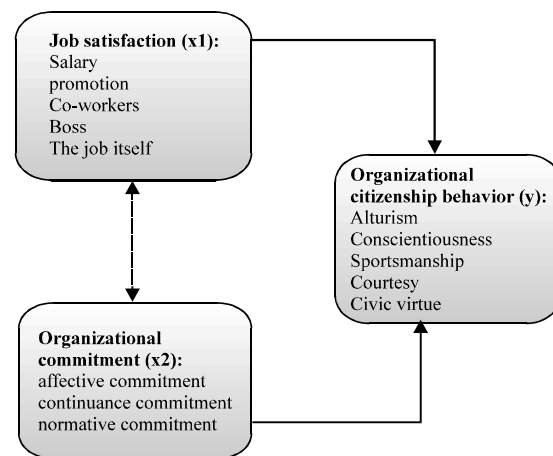 Job satisfaction (x1):
Salary
promotion
Co-workers
Boss
The job itself
Organizational
citizenship behavior (y):
Alturism
Conscientiousness
Sportsmanship
Courtesy
Civic virtue
Organizational
commitment (x2):
affective commitment
continuance commitment
normative commitment